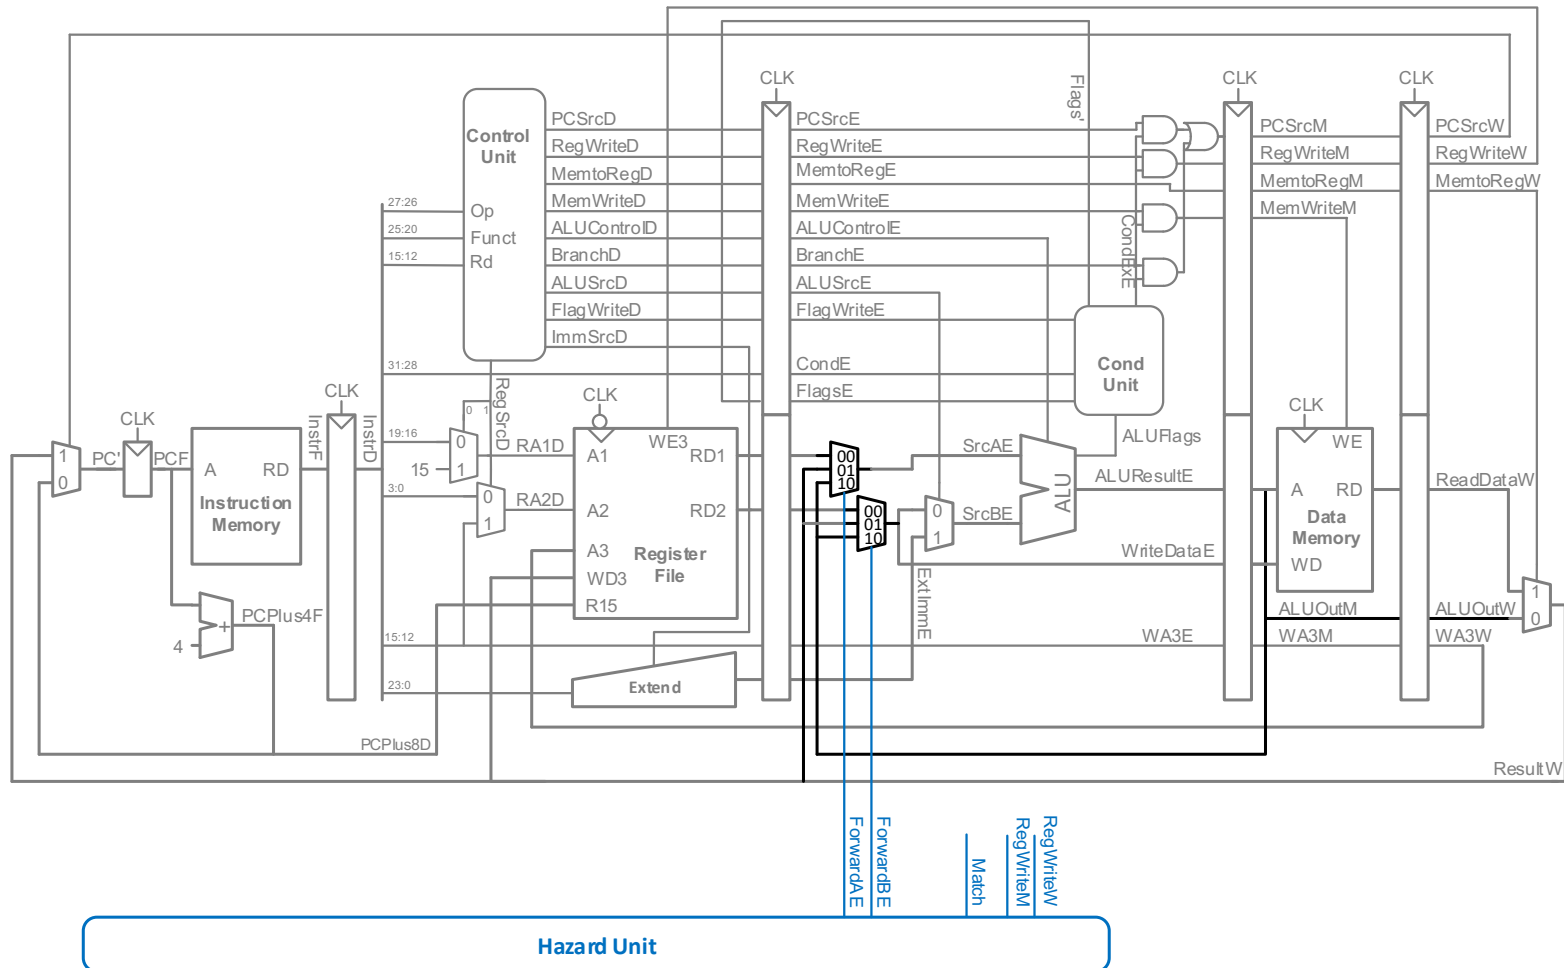 CLK
CLK
CLK
Flags'
Control
Unit
PCSrcD
RegWriteD
MemtoRegD
MemWriteD
ALUControlD
BranchD
ALUSrcD
FlagWriteD
ImmSrcD
PCSrcE
RegWriteE
MemtoRegE
MemWriteE
ALUControlE
BranchE
ALUSrcE
FlagWriteE
CondE
FlagsE
PCSrcM
RegWriteM
MemtoRegM
MemWriteM
PCSrcW
RegWriteW
MemtoRegW
27:26
Op
25:20
Funct
15:12
Rd
CondExE
Cond
Unit
31:28
RegSrcD
0 1
CLK
CLK
CLK
CLK
InstrF
InstrD
19:16
0
1
15
RA1D
A1
WE3
RD1
00
01
10
SrcAE
ALUFlags
WE
1
0
PC'
PCF
A RD
Instruction
Memory
3:0
0
1
RA2D
A2
RD2
00
01
10
0
1
SrcBE
ALU
ALUResultE
A RD
Data
Memory
WD
ReadDataW
A3
WD3
R15
Register
File
WriteDataE
ExtImmE
1
0
PCPlus4F
+
4
15:12
ALUOutM
ALUOutW
WA3E
WA3M
WA3W
23:0
Extend
PCPlus8D
ResultW
ForwardAE
ForwardBE
Match
RegWriteM
RegWriteW
Hazard Unit